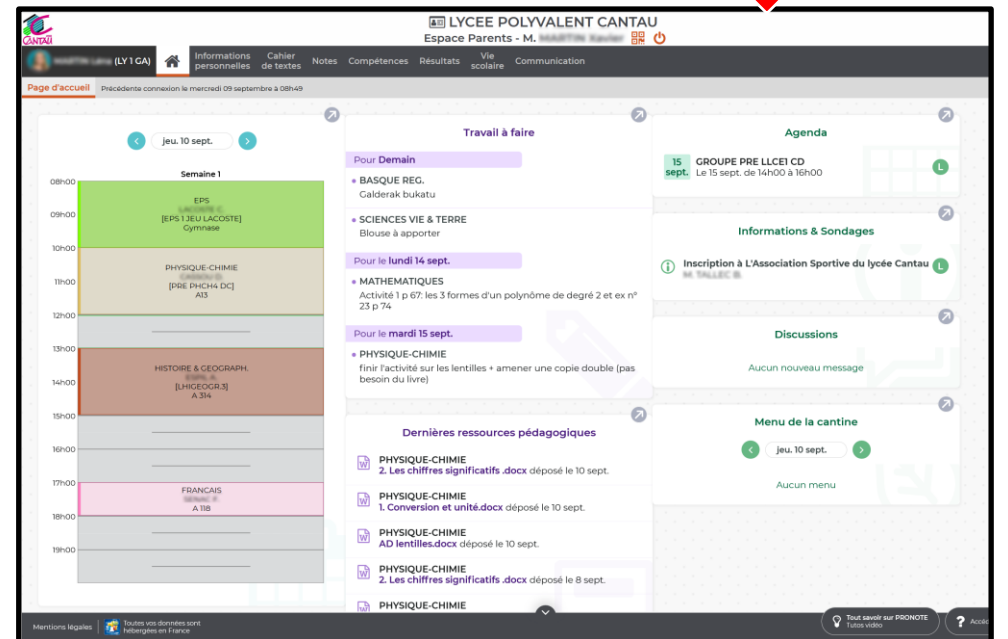 CANTAU
LYCEE POLYVALENT CANTAU
Espace Parents - M.
(LY 1 GA)
Informations personnelles
Cahier de textes
Notes
Compétences
Résultats
Vie scolaire
Communication
Page d'accueil
Précédente connexion le mercredi 09 septembre à 08h49
jeu. 10 sept.
Semaine 1
08h00
EPS
09h00
[EPS 1 JEU LACOSTE]
Gymnase
10h00
PHYSIQUE-CHIMIE
11h00
[PRE PHCH4 DC]
A13
12h00
13h00
HISTOIRE & GEOGRAPH.
14h00
[LHIGEOGR.3]
A 314
15h00
16h00
17h00
FRANCAIS
A 118
18h00
19h00
Travail à faire
Pour Demain
BASQUE REG.
Galderak bukatu
SCIENCES VIE & TERRE
Blouse à apporter
Pour le lundi 14 sept.
MATHEMATIQUES
Activité 1 p 67: les 3 formes d'un polynôme de degré 2 et ex n°
23 p 74
Pour le mardi 15 sept.
PHYSIQUE-CHIMIE
finir l'activité sur les lentilles + amener une copie double (pas
besoin du livre)
Dernières ressources pédagogiques
PHYSIQUE-CHIMIE
2. Les chiffres significatifs .docx déposé le 10 sept.
PHYSIQUE-CHIMIE
1. Conversion et unité.docx déposé le 10 sept.
PHYSIQUE-CHIMIE
AD lentilles.docx déposé le 10 sept.
PHYSIQUE-CHIMIE
2. Les chiffres significatifs .docx déposé le 8 sept.
PHYSIQUE-CHIMIE
Agenda
15 sept.
GROUPE PRE LLCE1 CD
Le 15 sept. de 14h00 à 16h00
L
Informations & Sondages
Inscription à L'Association Sportive du lycée Cantau
L
M. TALLEC B.
Discussions
Aucun nouveau message
Menu de la cantine
jeu. 10 sept.
Aucun menu
Mentions légales
Toutes vos données sont
hébergées en France
Tout savoir sur PRONOTE
Tutos vidéo
?